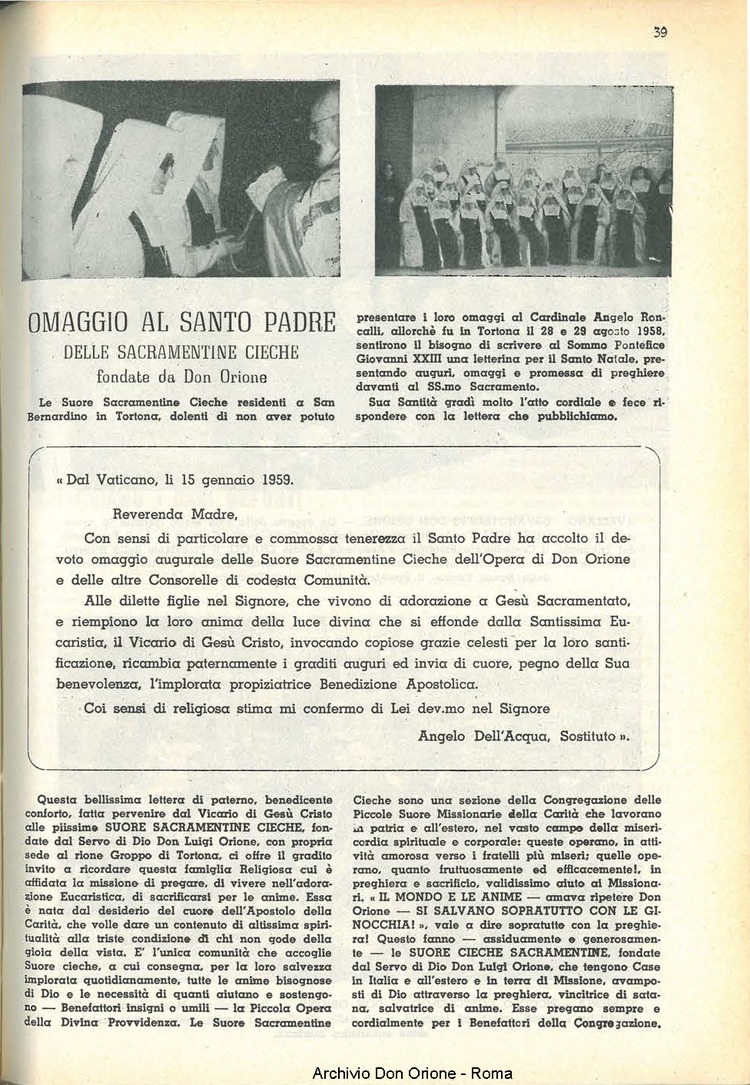 39
OMAGGIO AL SANTO PADRE
DELLE SACRAMENTINE CIECHE
fondate da Don Orione
Le Suore Sacramentine Cieche residenti a San
Bernardino in Tortona, dolenti di non aver potuto
presentare i loro omaggi al Cardinale Angelo Ron-
calli, allorchè fu in Tortona il 28 e 29 agosto 1958,
sentirono il bisogno di scrivere al Sommo Pontefice
Giovanni XXIII una letterina per il Santo Natale, pre-
sentando auguri, omaggi e promessa di preghiere
davanti al SS.mo Sacramento.
Sua Santità gradì molto l'atto cordiale e fece ri-
spondere con la lettera che pubblichiamo.
« Dal Vaticano, li 15 gennaio 1959.
Reverenda Madre,
Con sensi di particolare e commossa tenerezza il Santo Padre ha accolto il de-
voto omaggio augurale delle Suore Sacramentine Cieche dell'Opera di Don Orione
e delle altre Consorelle di codesta Comunità.
Alle dilette figlie nel Signore, che vivono di adorazione a Gesù Sacramentato,
e riempiono la loro anima della luce divina che si effonde dalla Santissima Eu-
caristia, il Vicario di Gesù Cristo, invocando copiose grazie celesti per la loro santi-
ficazione, ricambia paternamente i graditi auguri ed invia di cuore, pegno della Sua
benevolenza, l'implorata propiziatrice Benedizione Apostolica.
Coi sensi di religiosa stima mi confermo di Lei dev.mo nel Signore
Angelo Dell'Acqua, Sostituto ».
Questa bellissima lettera di paterno, benedicente
conforto, fatta pervenire dal Vicario di Gesù Cristo
alle piissime SUORE SACRAMENTINE CIECHE, fon-
date dal Servo di Dio Don Luigi Orione, con propria
sede al rione Groppo di Tortona, ci offre il gradito
invito a ricordare questa famiglia Religiosa cui è
affidata la missione di pregare, di vivere nell'adora-
zione Eucaristica, di sacrificarsi per le anime. Essa
è nata dal desiderio del cuore dell'Apostolo della
Carità, che volle dare un contenuto di altissima spiri-
tualità alla triste condizione di chi non gode della
gioia della vista. E' l'unica comunità che accoglie
Suore cieche, a cui consegna, per la loro salvezza
implorata quotidianamente, tutte le anime bisognose
di Dio e le necessità di quanti aiutano e sostengo-
no — Benefattori insigni o umili — la Piccola Opera
della Divina Provvidenza. Le Suore Sacramentine
Cieche sono una sezione della Congregazione delle
Piccole Suore Missionarie della Carità che lavorano
in patria e all'estero, nel vasto campo della miseri-
cordia spirituale e corporale: queste operano, in atti-
vità amorosa verso i fratelli più miseri; quelle ope-
rano, quanto fruttuosamente ed efficacemente!, in
preghiera e sacrificio, validissimo aiuto ai Missiona-
ri. « IL MONDO E LE ANIME — amava ripetere Don
Orione — SI SALVANO SOPRATUTTO CON LE GI-
NOCCHIA! », vale a dire sopratutto con la preghie-
ra! Questo fanno — assiduamente e generosamen-
te — le SUORE CIECHE SACRAMENTINE, fondate
dal Servo di Dio Don Luigi Orione, che tengono Case
in Italia e all'estero e in terra di Missione, avampo-
sti di Dio attraverso la preghiera, vincitrice di sata-
na, salvatrice di anime. Esse pregano sempre e
cordialmente per i Benefattori della Congregazione.
Archivio Don Orione - Roma